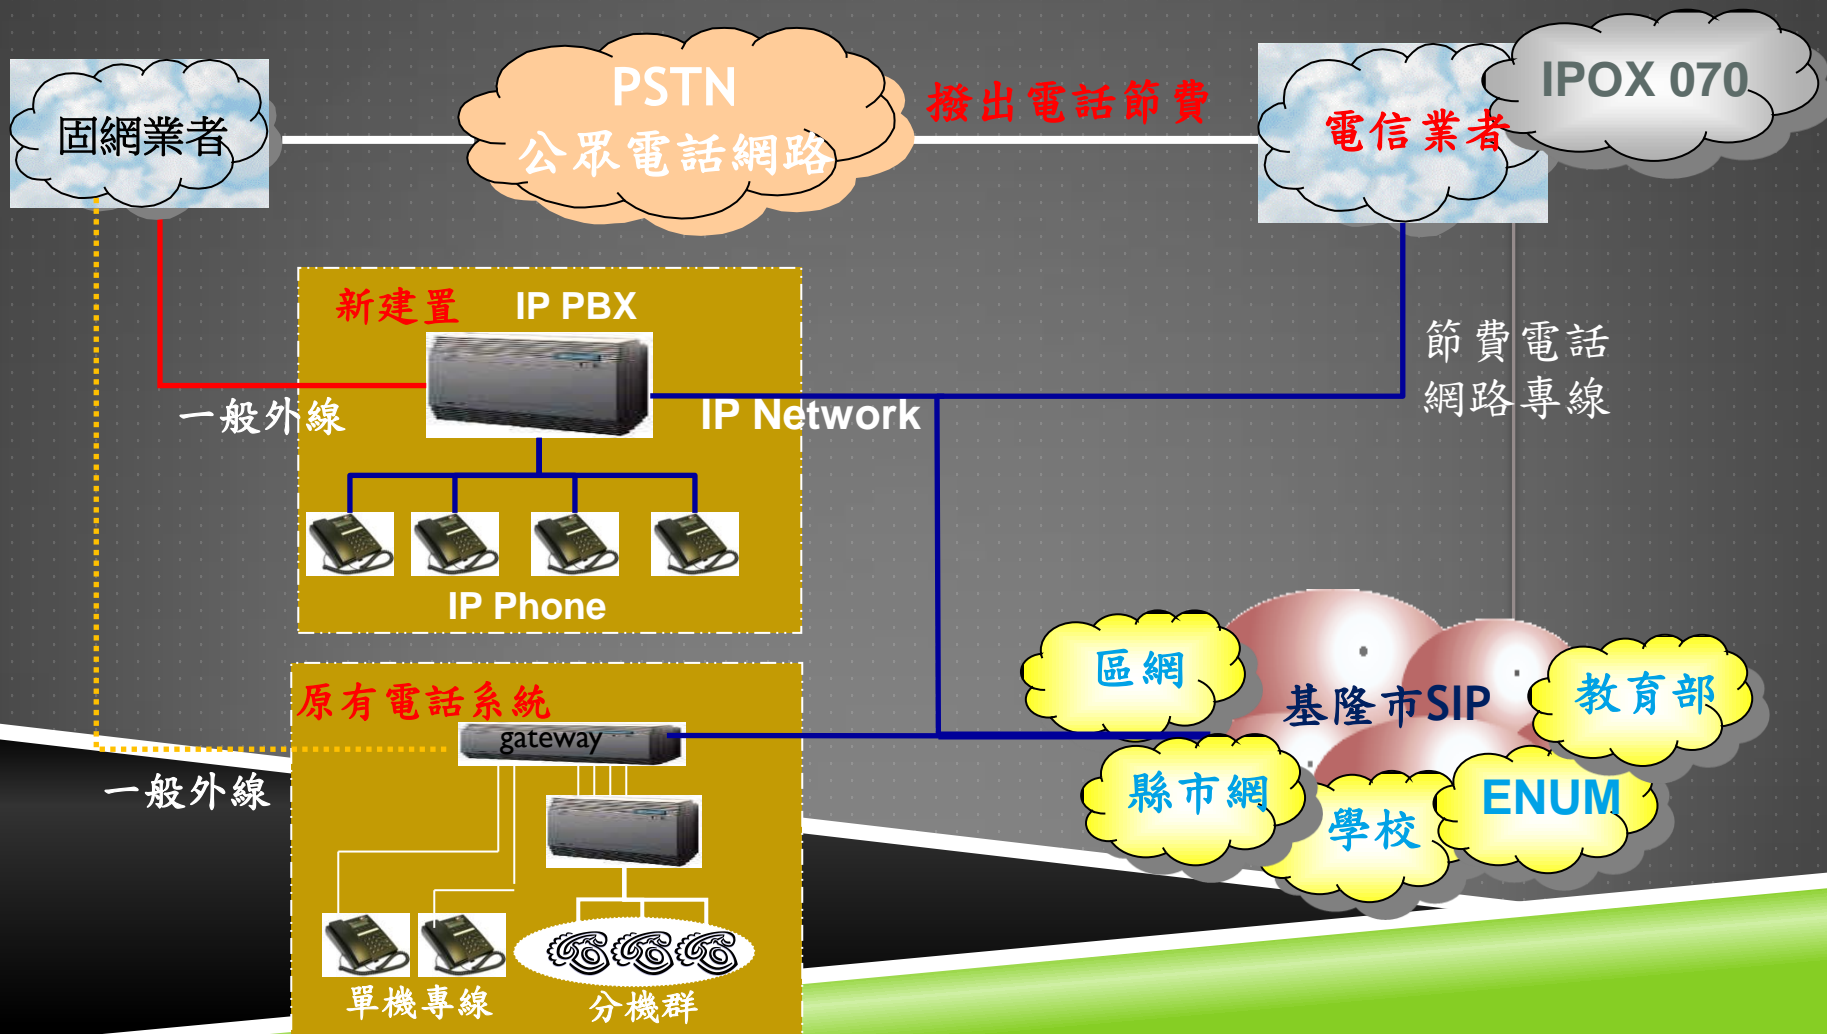 固網業者
PSTN
公眾電話網路
撥出電話節費
電信業者
IPOX 070
新建置
IP PBX
一般外線
IP Network
節費電話
網路專線
IP Phone
原有電話系統
gateway
一般外線
單機專線
分機群
區網
基隆市SIP
教育部
縣市網
學校
ENUM